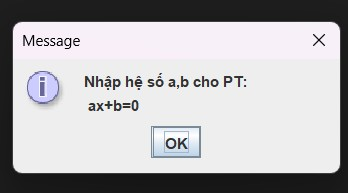 Message
Nhập hệ số a,b cho PT:
ax+b=0
OK